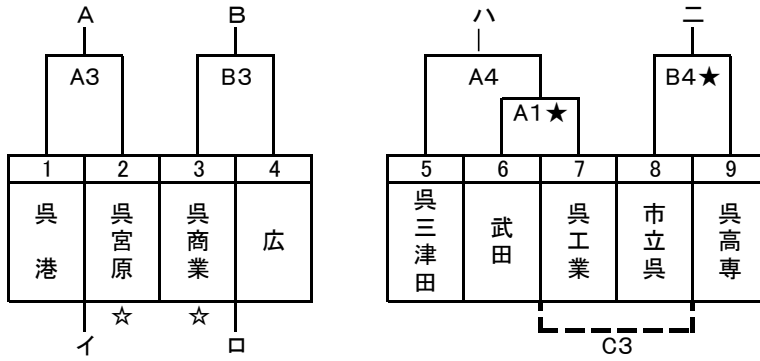 A B ハ ニ
A3 B3 A4 B4★
A1★
1 2 3 4 5 6 7 8 9
呉港 呉宮原 呉商業 広 呉三津田 武田 呉工業 市立呉 呉高専
☆ ☆
イ ロ C3